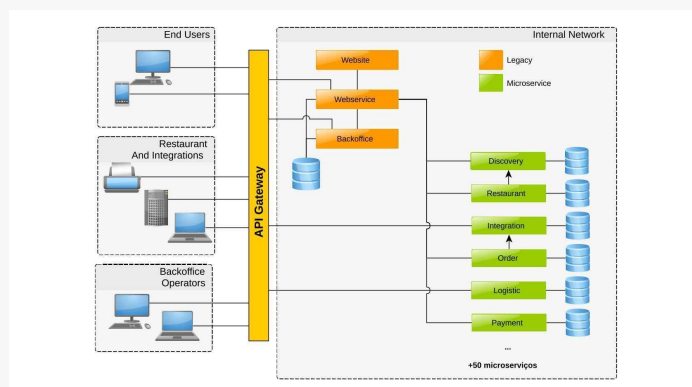 End Users
Restaurant
And Integrations
Backoffice
Operators
API Gateway
Internal Network
Website
Webservice
Backoffice
Legacy
Microservice
Discovery
Restaurant
Integration
Order
Logistic
Payment
...
+50 microserviços